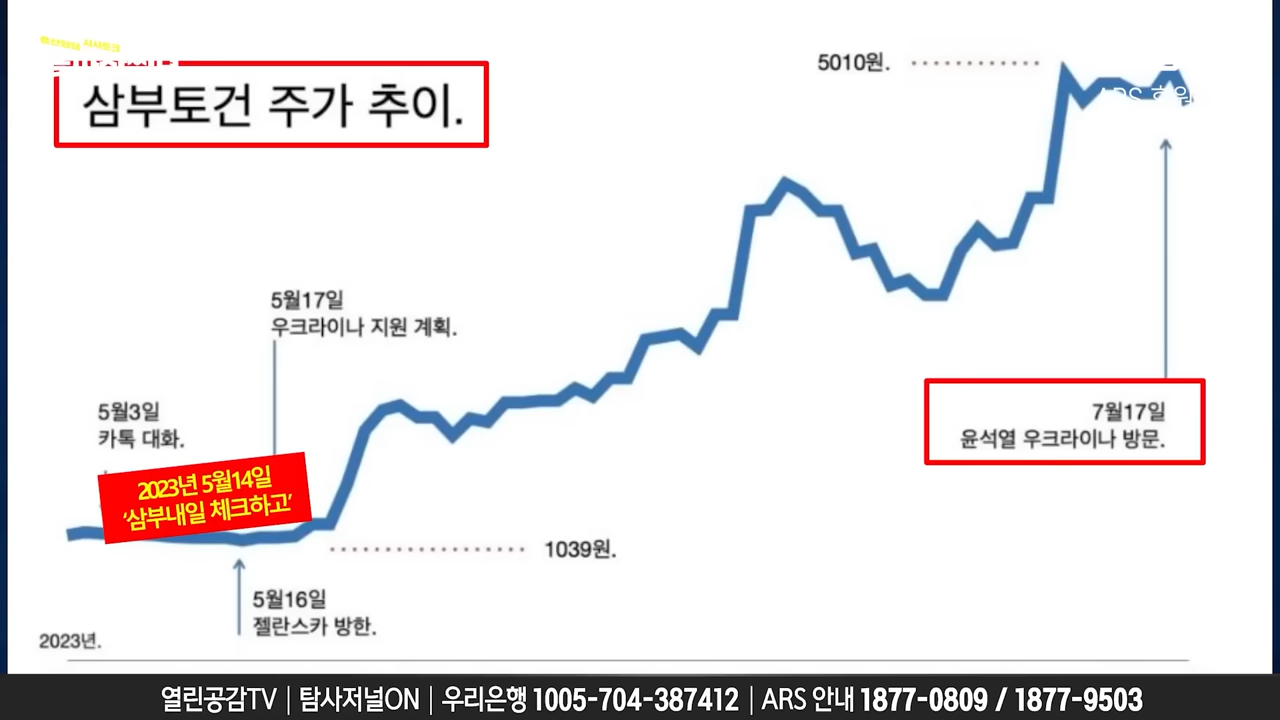 삼부토건 주가 추이.
5010원.
5월17일
우크라이나 지원 계획.
5월3일
카톡 대화.
2023년 5월14일
‘삼부내일 체크하고’
7월17일
윤석열 우크라이나 방문.
1039원.
5월16일
젤란스카 방한.
2023년.
열린공감TV | 탐사저널ON | 우리은행 1005-704-387412 | ARS 안내 1877-0809 / 1877-9503